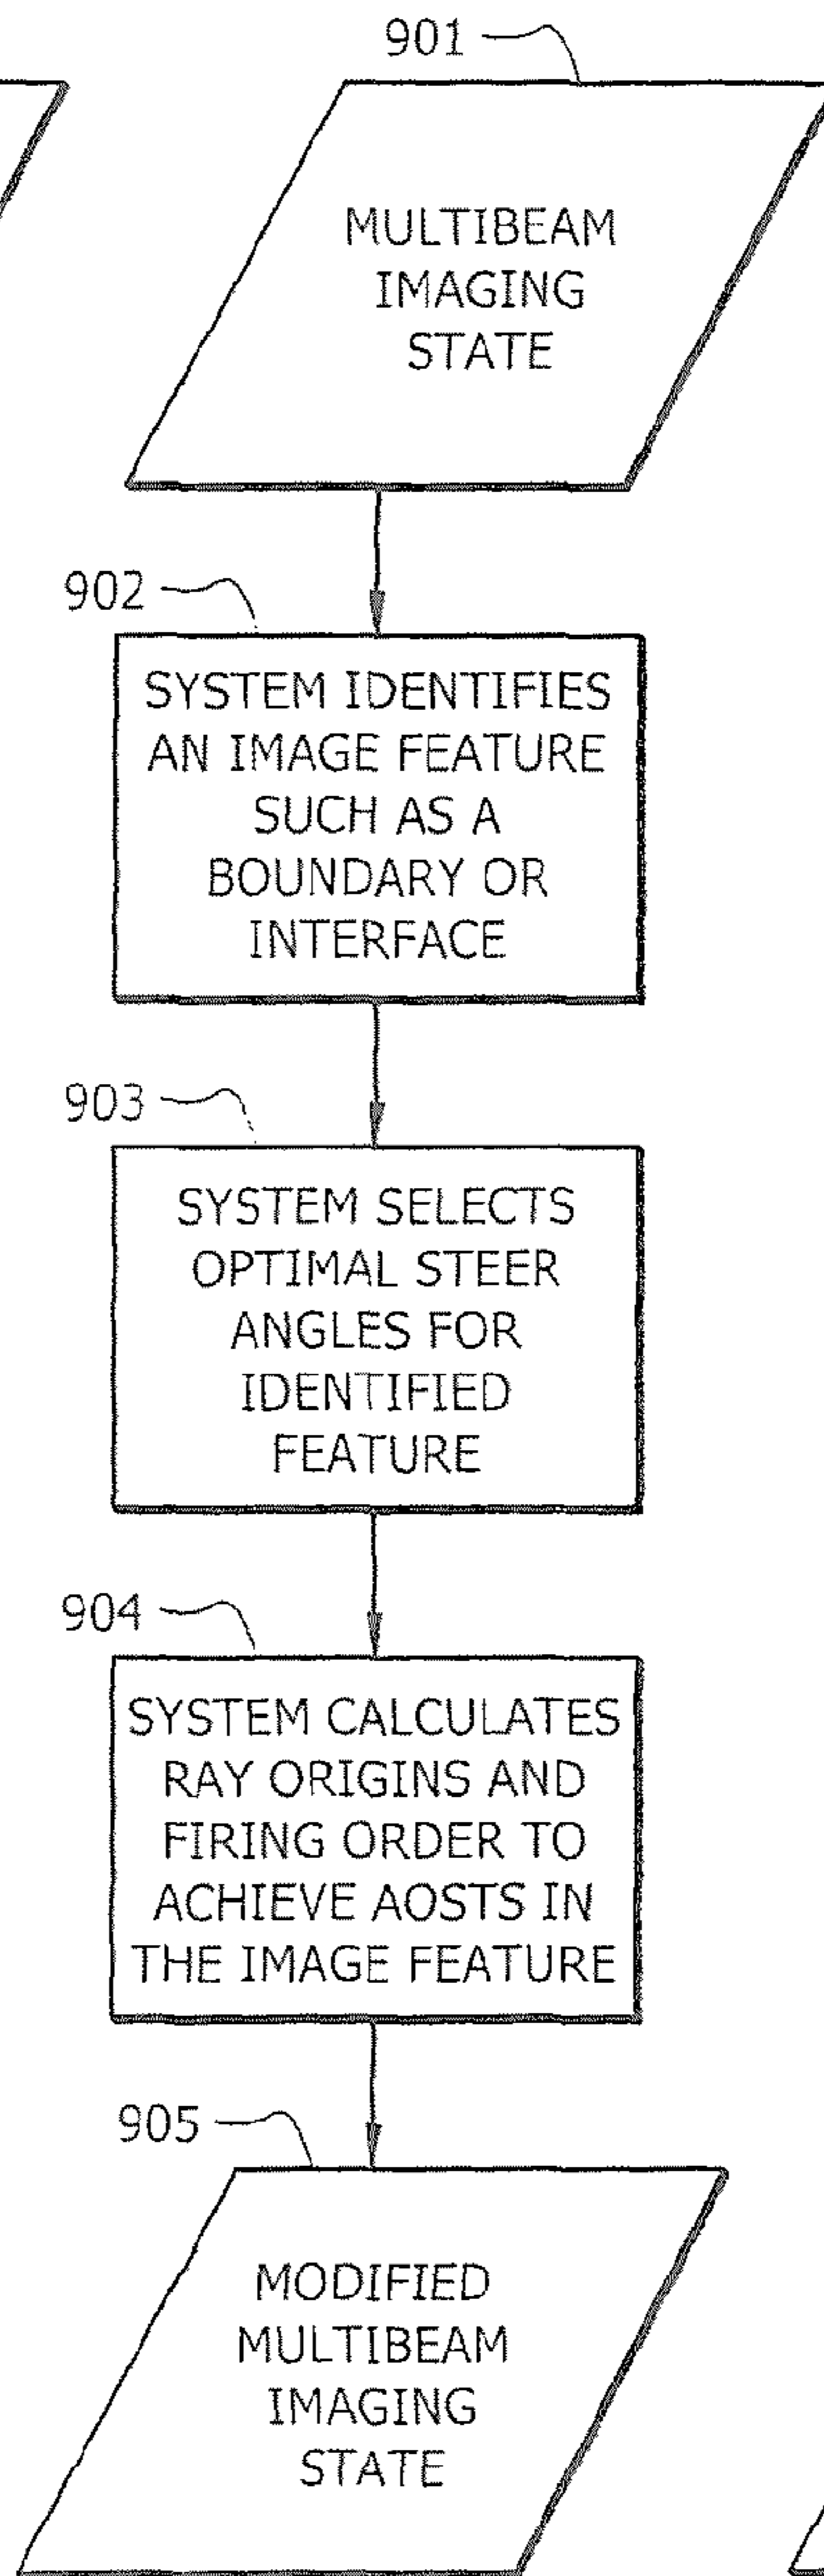 901
MULTIBEAM
IMAGING
STATE
902
SYSTEM IDENTIFIES
AN IMAGE FEATURE
SUCH AS A
BOUNDARY OR
INTERFACE
903
SYSTEM SELECTS
OPTIMAL STEER
ANGLES FOR
IDENTIFIED
FEATURE
904
SYSTEM CALCULATES
RAY ORIGINS AND
FIRING ORDER TO
ACHIEVE AOSTS IN
THE IMAGE FEATURE
905
MODIFIED
MULTIBEAM
IMAGING
STATE